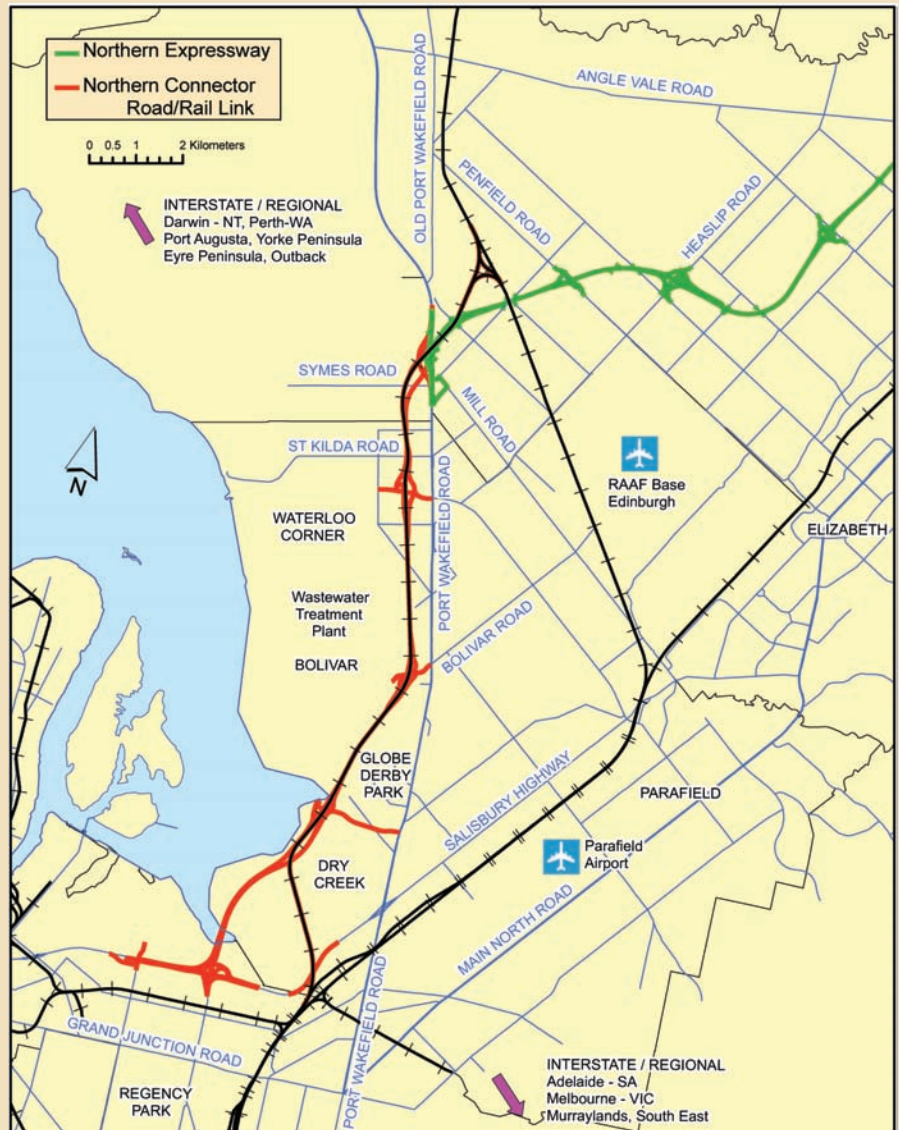 Northern Expressway
Northern Connector
Road/Rail Link
0 0.5 1 2 Kilometers
INTERSTATE / REGIONAL
Darwin - NT, Perth-WA
Port Augusta, Yorke Peninsula
Eyre Peninsula, Outback
OLD PORT WAKEFIELD ROAD
ANGLE VALE ROAD
PENFIELD ROAD
HEASLIP ROAD
SYMES ROAD
MILL ROAD
ST KILDA ROAD
N
RAAF Base
Edinburgh
WATERLOO
CORNER
PORT WAKEFIELD ROAD
ELIZABETH
Wastewater
Treatment
Plant
BOLIVAR
BOLIVAR ROAD
GLOBE
DERBY
PARK
SALISBURY HIGHWAY
PARAFIELD
Parafield
Airport
DRY
CREEK
MAIN NORTH ROAD
PORT WAKEFIELD ROAD
GRAND JUNCTION ROAD
REGENCY
PARK
INTERSTATE / REGIONAL
Adelaide - SA
Melbourne - VIC
Murraylands, South East